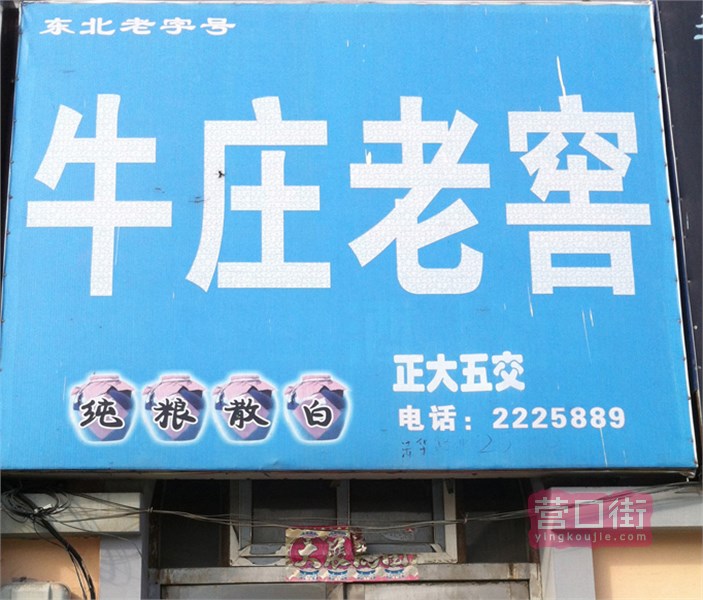 东北老字号
牛庄老窖
纯粮散白
正大五交
电话：2225889
营口街
yingkoujie.com